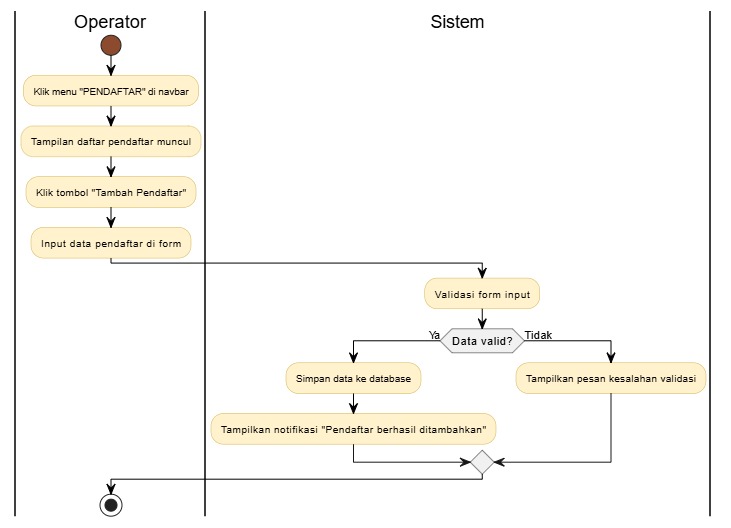 Operator
Sistem
Klik menu "PENDAFTAR" di navbar
Tampilan daftar pendaftar muncul
Klik tombol "Tambah Pendaftar"
Input data pendaftar di form
Validasi form input
Ya
Data valid?
Tidak
Simpan data ke database
Tampilkan pesan kesalahan validasi
Tampilkan notifikasi "Pendaftar berhasil ditambahkan"